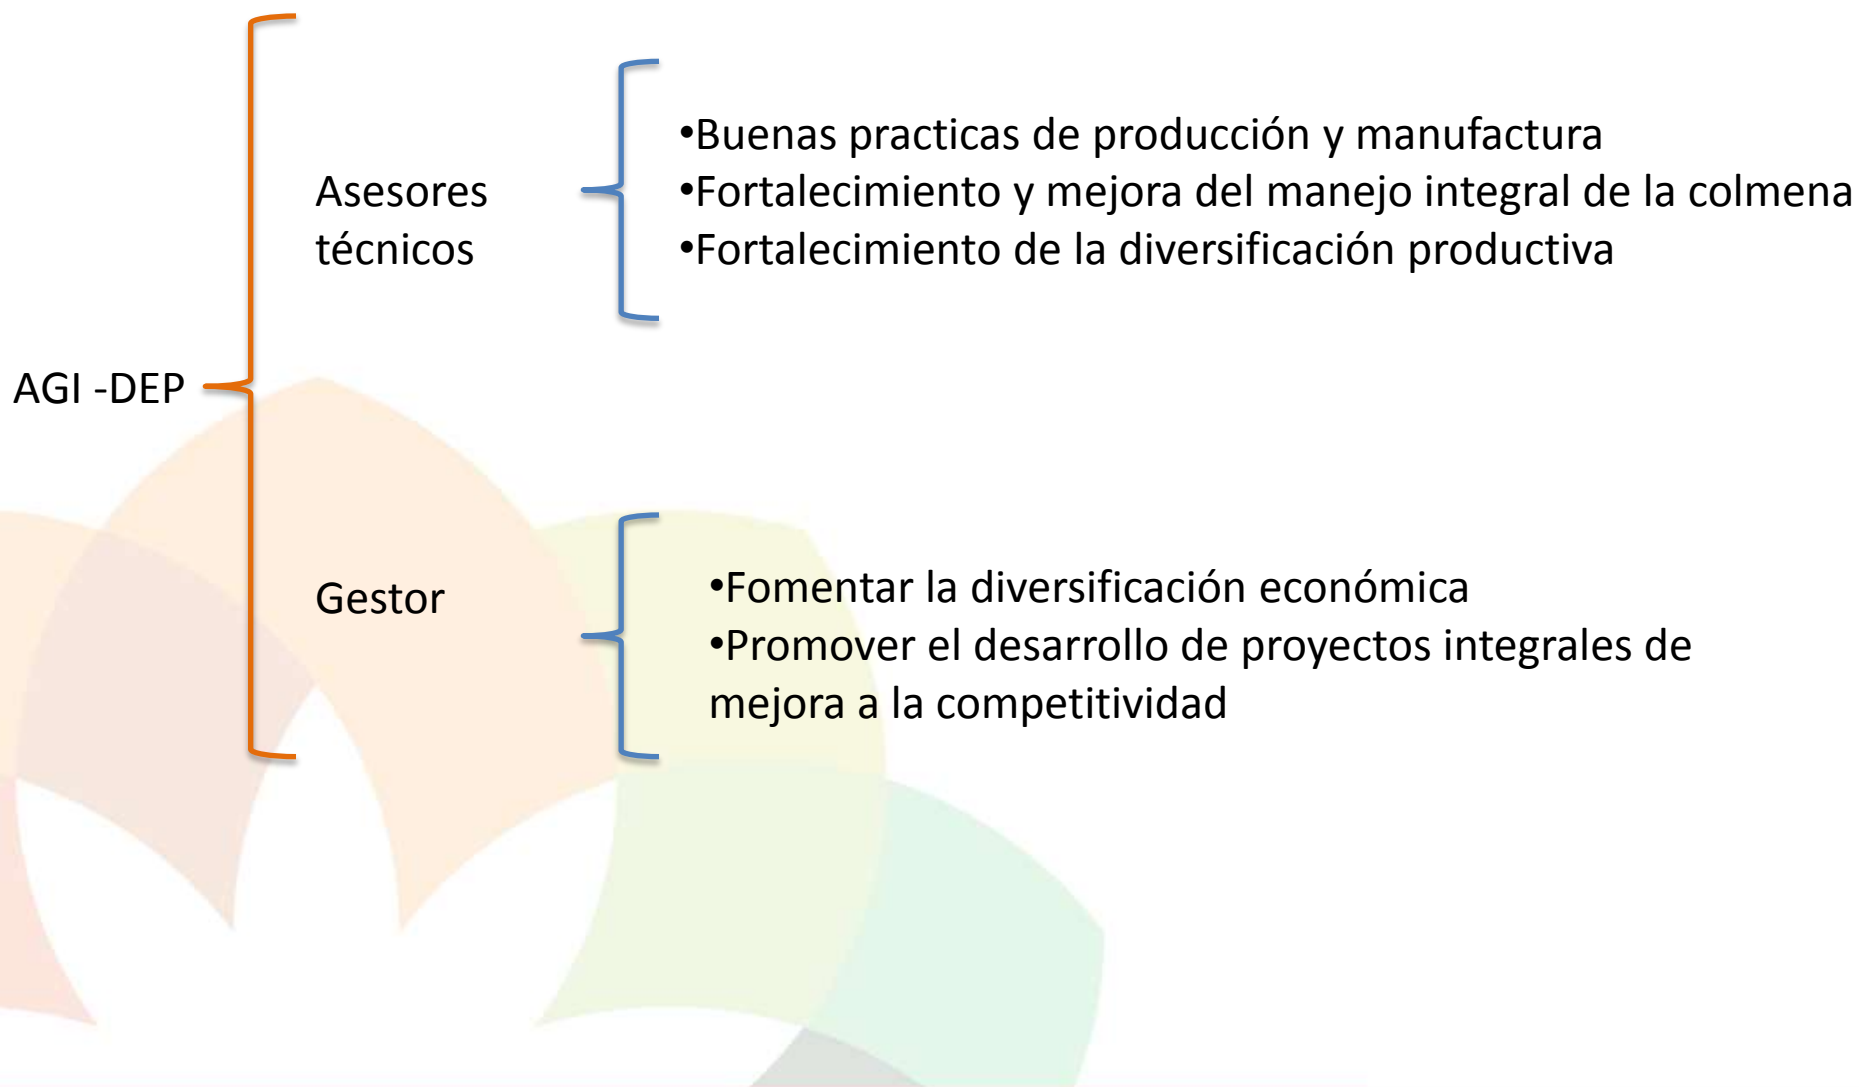 •Buenas practicas de producción y manufactura
Asesores
técnicos
•Fortalecimiento y mejora del manejo integral de la colmena
•Fortalecimiento de la diversificación productiva
AGI -DEP
Gestor
•Fomentar la diversificación económica
•Promover el desarrollo de proyectos integrales de
mejora a la competitividad